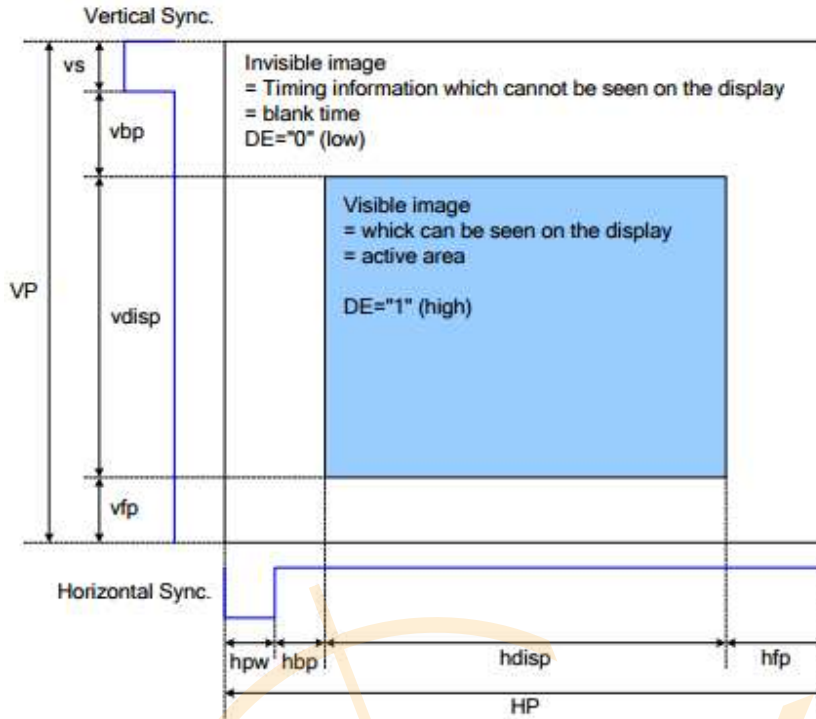 Vertical Sync.
vs
Invisible image
= Timing information which cannot be seen on the display
= blank time
DE="0" (low)
vbp
Visible image
= whick can be seen on the display
= active area
DE="1" (high)
VP
vdisp
vfp
Horizontal Sync.
hpw
hbp
hdisp
hfp
HP